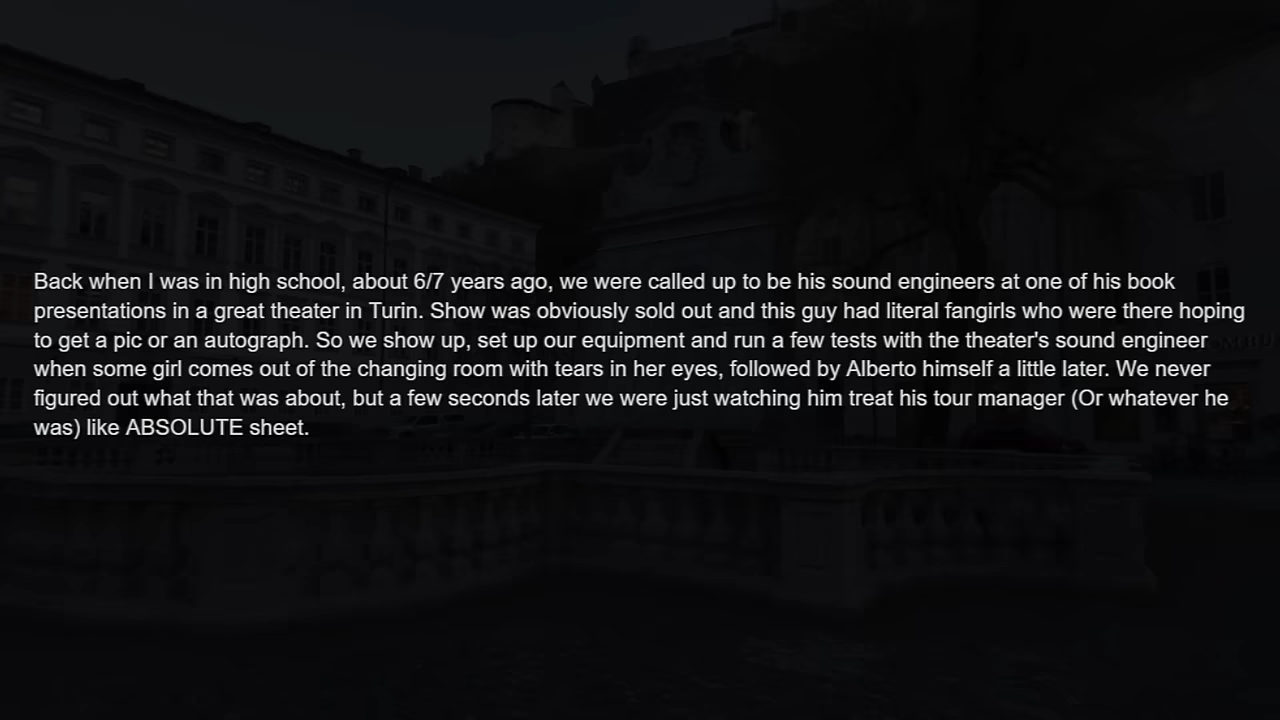 Back when I was in high school, about 6/7 years ago, we were called up to be his sound engineers at one of his book
presentations in a great theater in Turin. Show was obviously sold out and this guy had literal fangirls who were there hoping
to get a pic or an autograph. So we show up, set up our equipment and run a few tests with the theater's sound engineer
when some girl comes out of the changing room with tears in her eyes, followed by Alberto himself a little later. We never
figured out what that was about, but a few seconds later we were just watching him treat his tour manager (Or whatever he
was) like ABSOLUTE sheet.